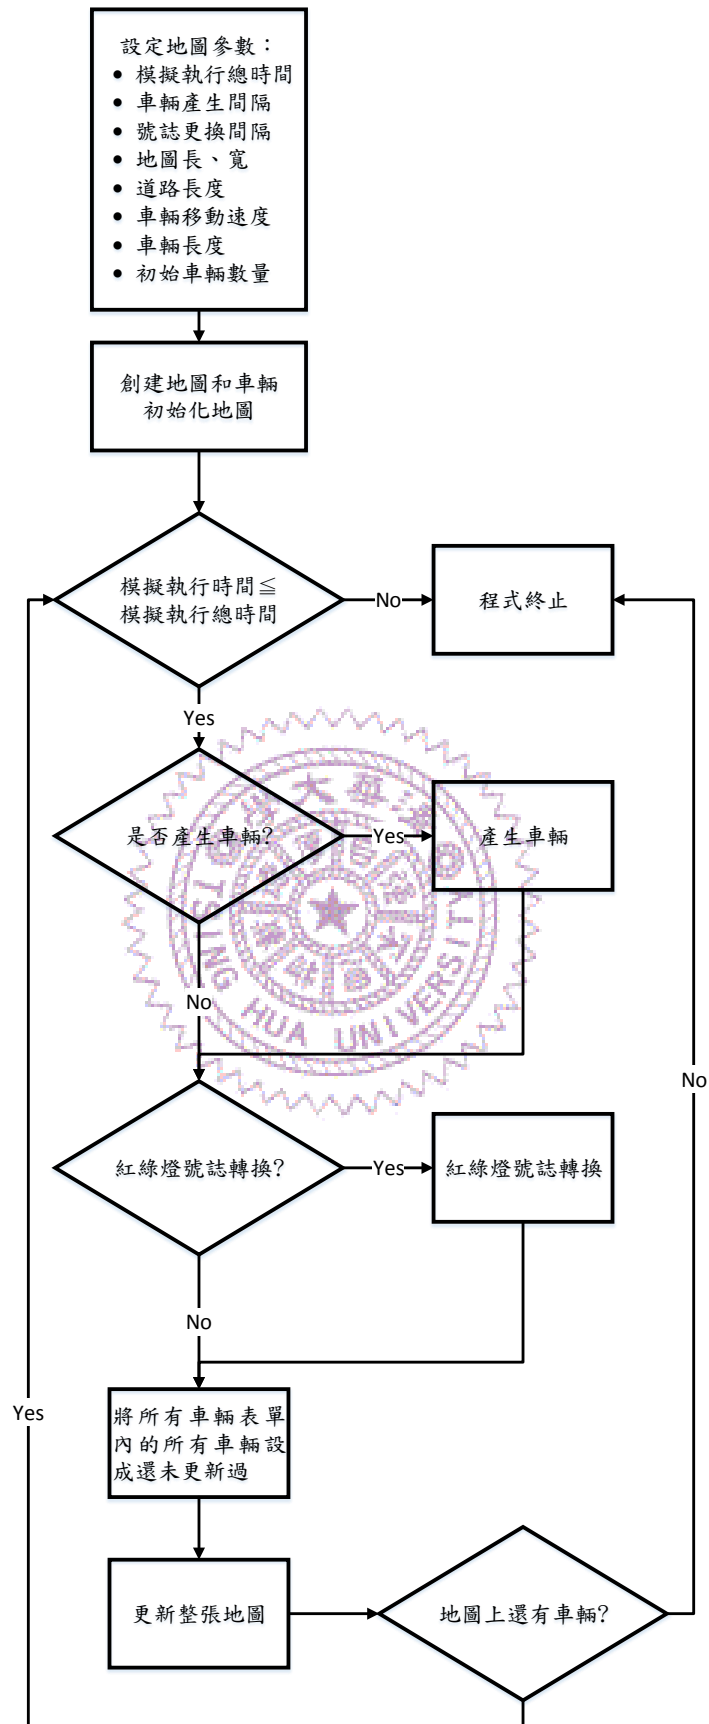 設定地圖參數：
• 模擬執行總時間
• 車輛產生間隔
• 號誌更換間隔
• 地圖長、寬
• 道路長度
• 車輛移動速度
• 車輛長度
• 初始車輛數量
創建地圖和車輛
初始化地圖
模擬執行時間≦
模擬執行總時間
No
程式終止
Yes
是否產生車輛?
Yes
產生車輛
No
TSING HUA UNIVERSITY
No
紅綠燈號誌轉換?
Yes
紅綠燈號誌轉換
No
Yes
將所有車輛表單
內的所有車輛設
成還未更新過
更新整張地圖
地圖上還有車輛?